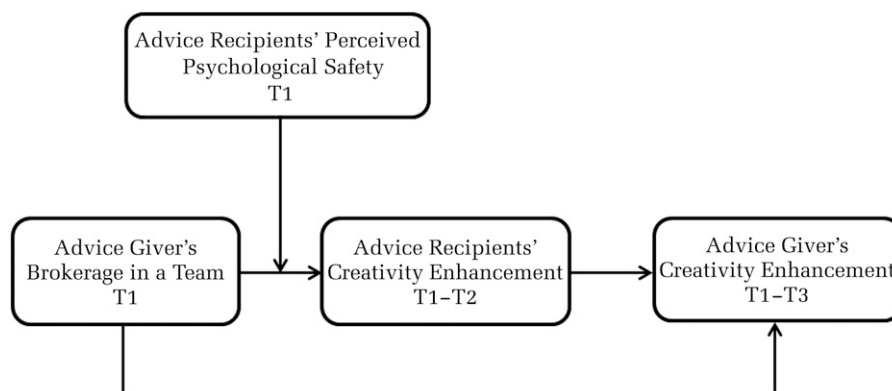 Advice Recipients’ Perceived
Psychological Safety
T1
Advice Giver’s
Brokerage in a Team
T1
Advice Recipients’
Creativity Enhancement
T1–T2
Advice Giver’s
Creativity Enhancement
T1–T3